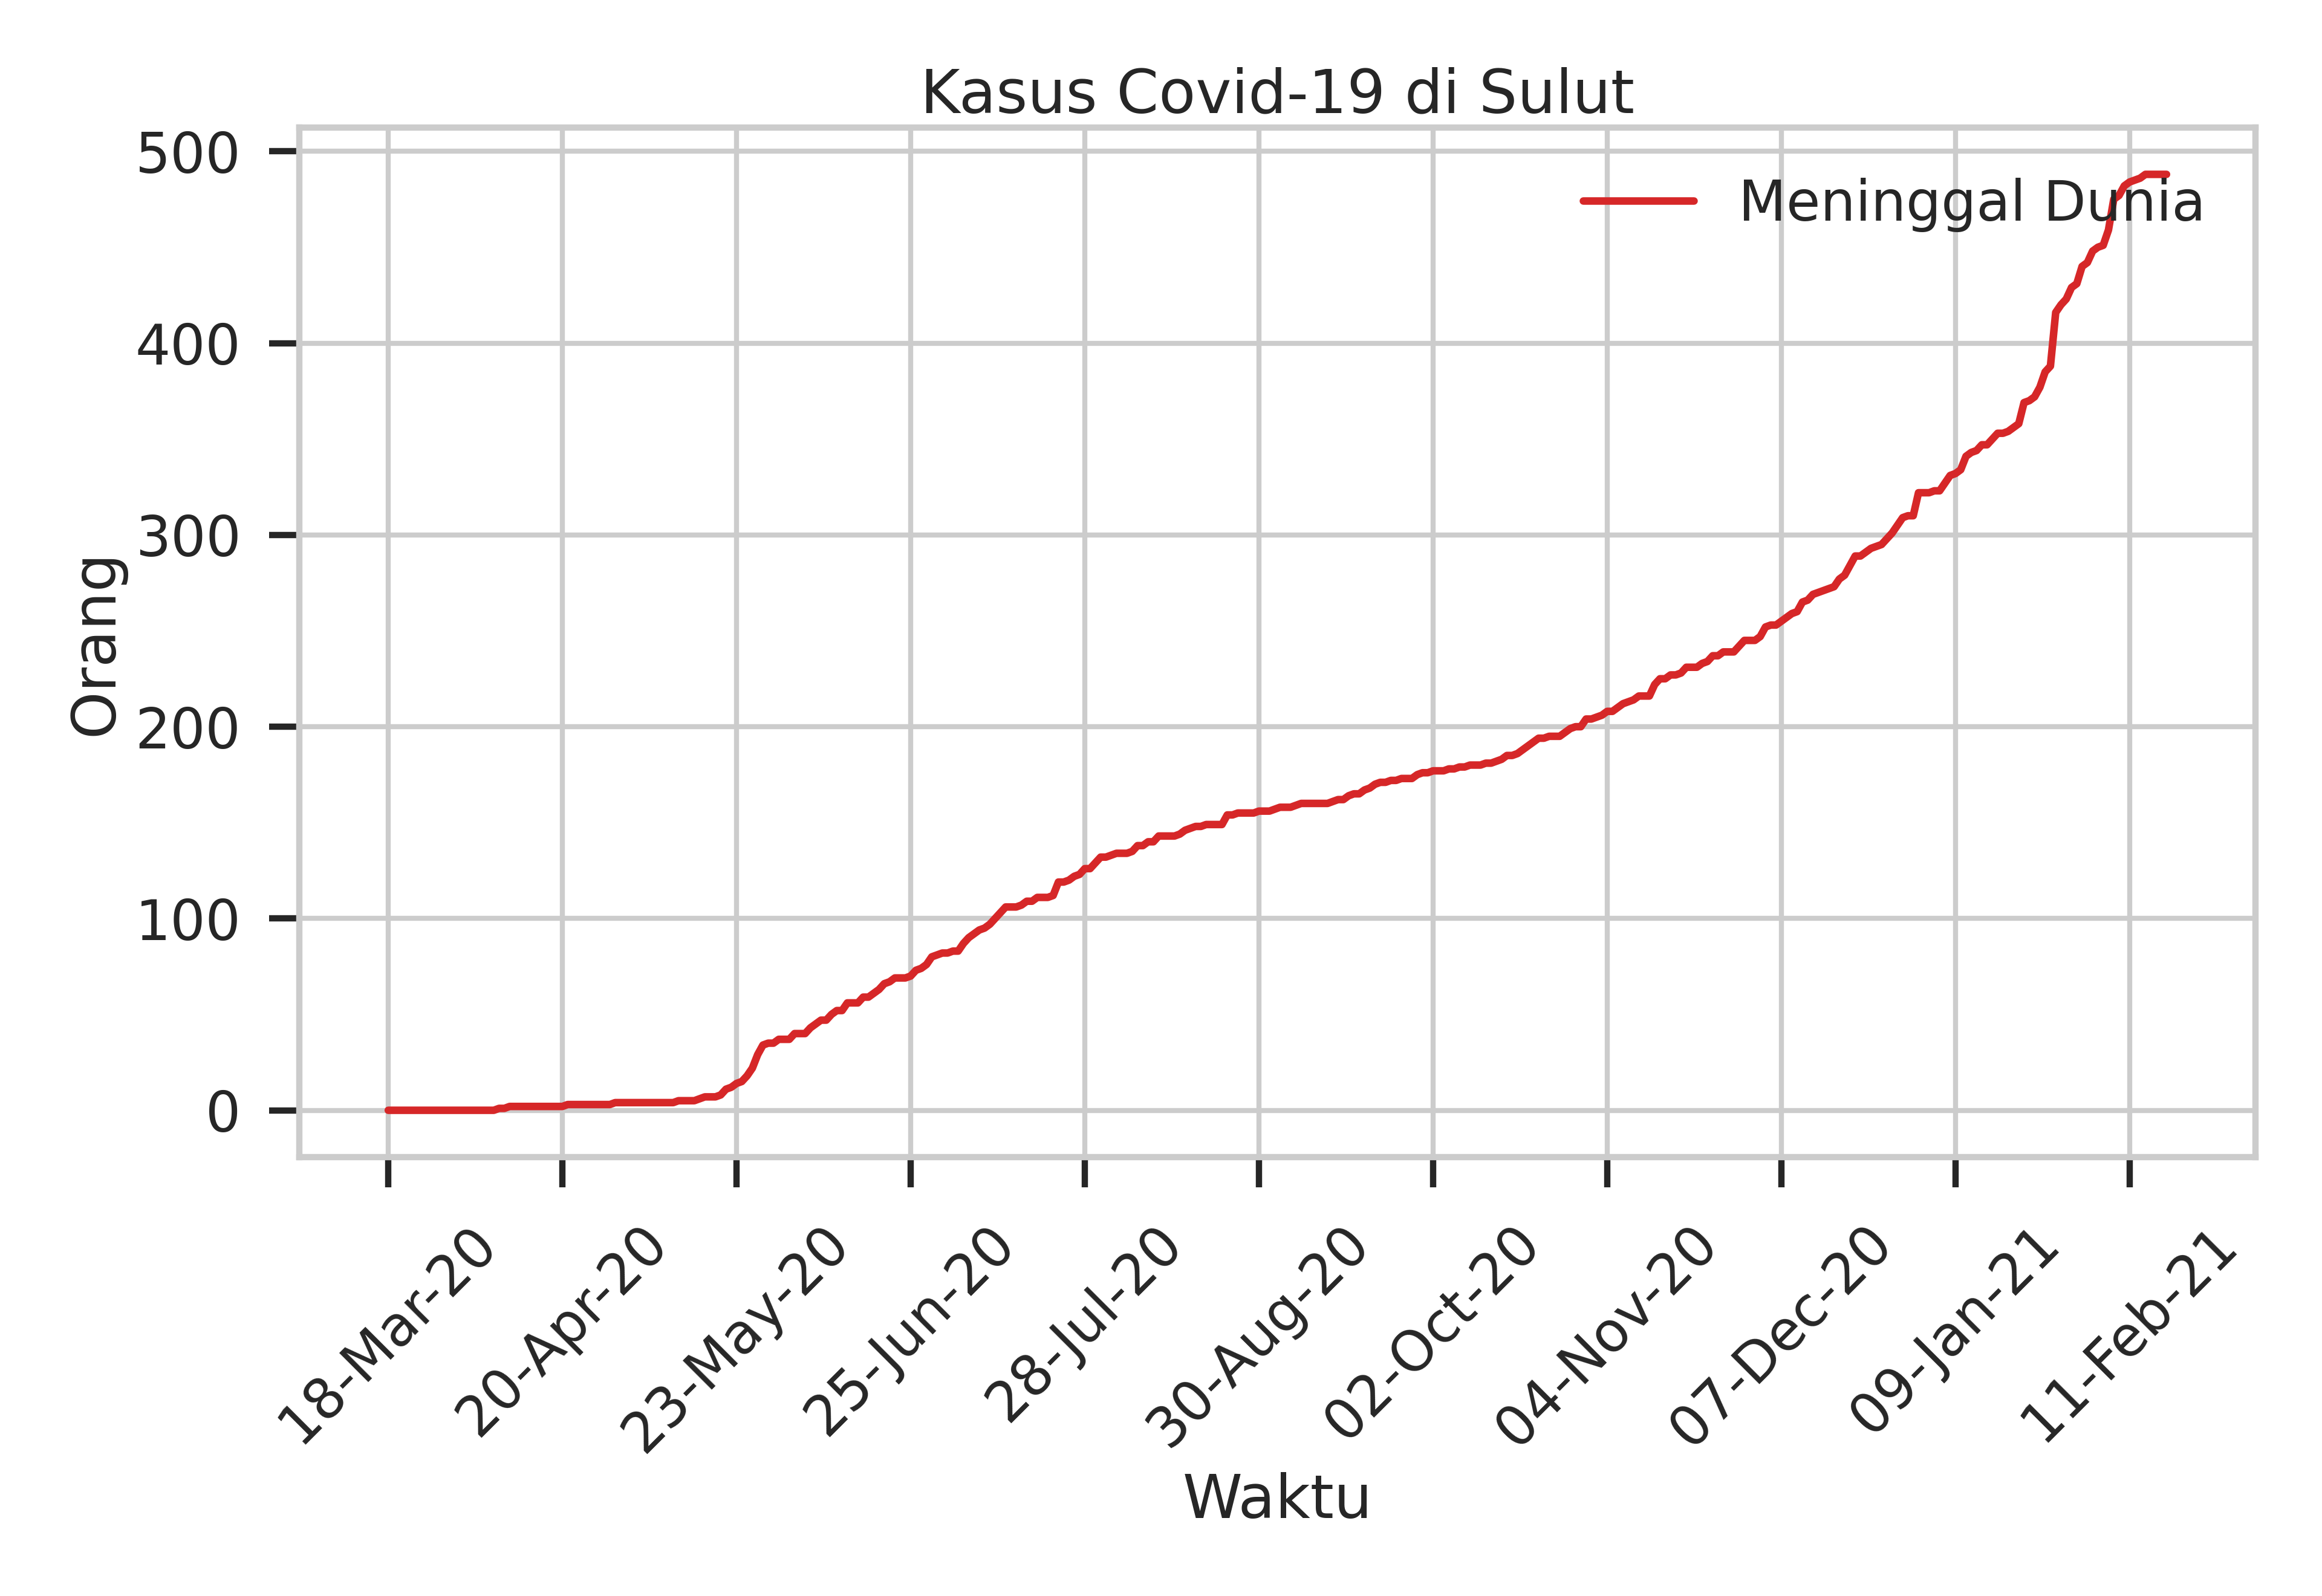 Kasus Covid-19 di Sulut
Meninggal Dunia
Orang
500
400
300
200
100
0
18-Mar-20
20-Apr-20
23-May-20
25-Jun-20
28-Jul-20
30-Aug-20
02-Oct-20
04-Nov-20
07-Dec-20
09-Jan-21
11-Feb-21
Waktu